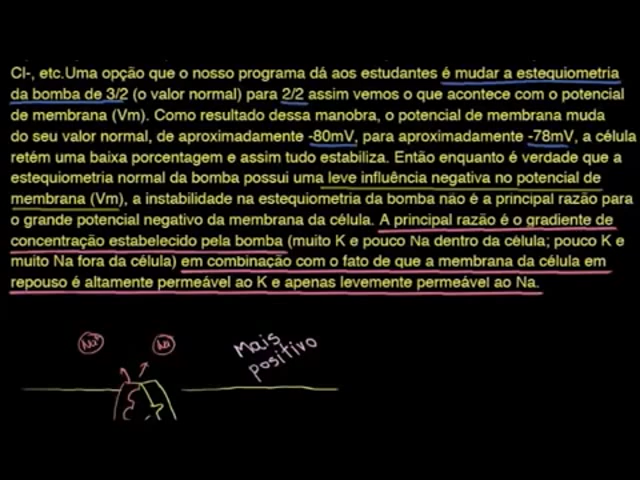 Cl-, etc.Uma opção que o nosso programa dá aos estudantes é mudar a estequiometria
da bomba de 3/2 (o valor normal) para 2/2 assim vemos o que acontece com o potencial
de membrana (Vm). Como resultado dessa manobra, o potencial de membrana muda
do seu valor normal, de aproximadamente -80mV, para aproximadamente -78mV, a célula
retém uma baixa porcentagem e assim tudo estabiliza. Então enquanto é verdade que a
estequiometria normal da bomba possui uma leve influência negativa no potencial de
membrana (Vm), a instabilidade na estequiometria da bomba não é a principal razão para
o grande potencial negativo da membrana da célula. A principal razão é o gradiente de
concentração estabelecido pela bomba (muito K e pouco Na dentro da célula; pouco K e
muito Na fora da célula) em combinação com o fato de que a membrana da célula em
repouso é altamente permeável ao K e apenas levemente permeável ao Na.
Mais
positivo